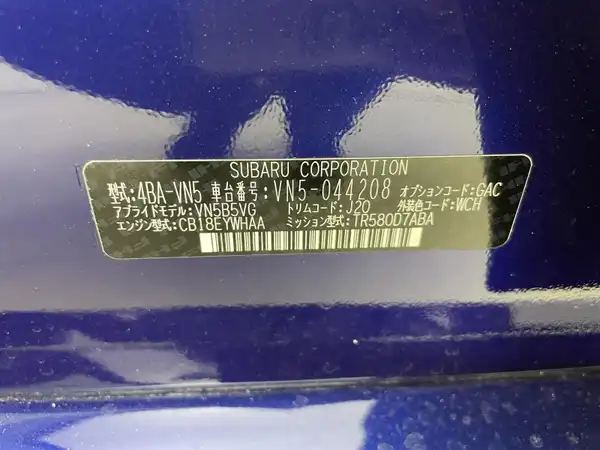 SUBARU CORPORATION
型式:4BA-VN5 車台番号:VN5-044208 オプションコード:GAC
アプライドモデル:VN5B5VG トリムコード:J20 外装色コード:WCH
エンジン型式:CB18EYWHAA ミッション型式:TR580D7ABA